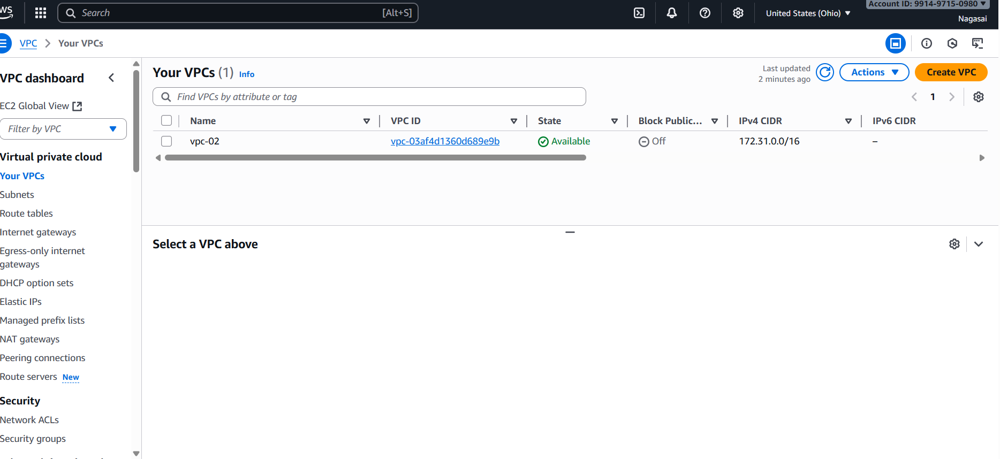 WS
Search
[Alt+S]
United States (Ohio)
Account ID: 9914-9715-0980
Nagasai
VPC
Your VPCs
VPC dashboard
EC2 Global View
Filter by VPC
Virtual private cloud
Your VPCs
Subnets
Route tables
Internet gateways
Egress-only internet
gateways
DHCP option sets
Elastic IPs
Managed prefix lists
NAT gateways
Peering connections
Route servers New
Security
Network ACLs
Security groups
Your VPCs (1) Info
Last updated
2 minutes ago
Actions
Create VPC
Find VPCs by attribute or tag
1
Name VPC ID State Block Public... IPv4 CIDR IPv6 CIDR
vpc-02 vpc-03af4d1360d689e9b Available Off 172.31.0.0/16 –
Select a VPC above